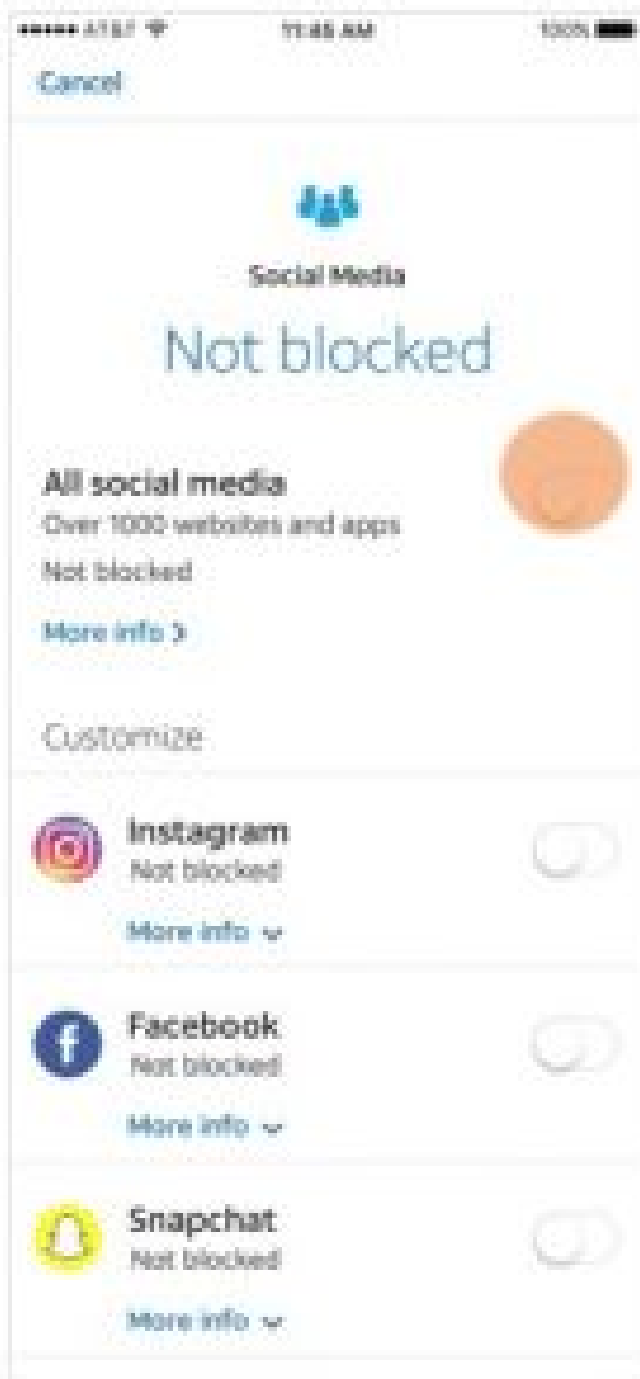 AT&T 11:45 AM 100%
Cancel
Social Media
Not blocked
All social media
Over 1000 websites and apps
Not blocked
More info
Customize
Instagram
Not blocked
More info
Facebook
Not blocked
More info
Snapchat
Not blocked
More info